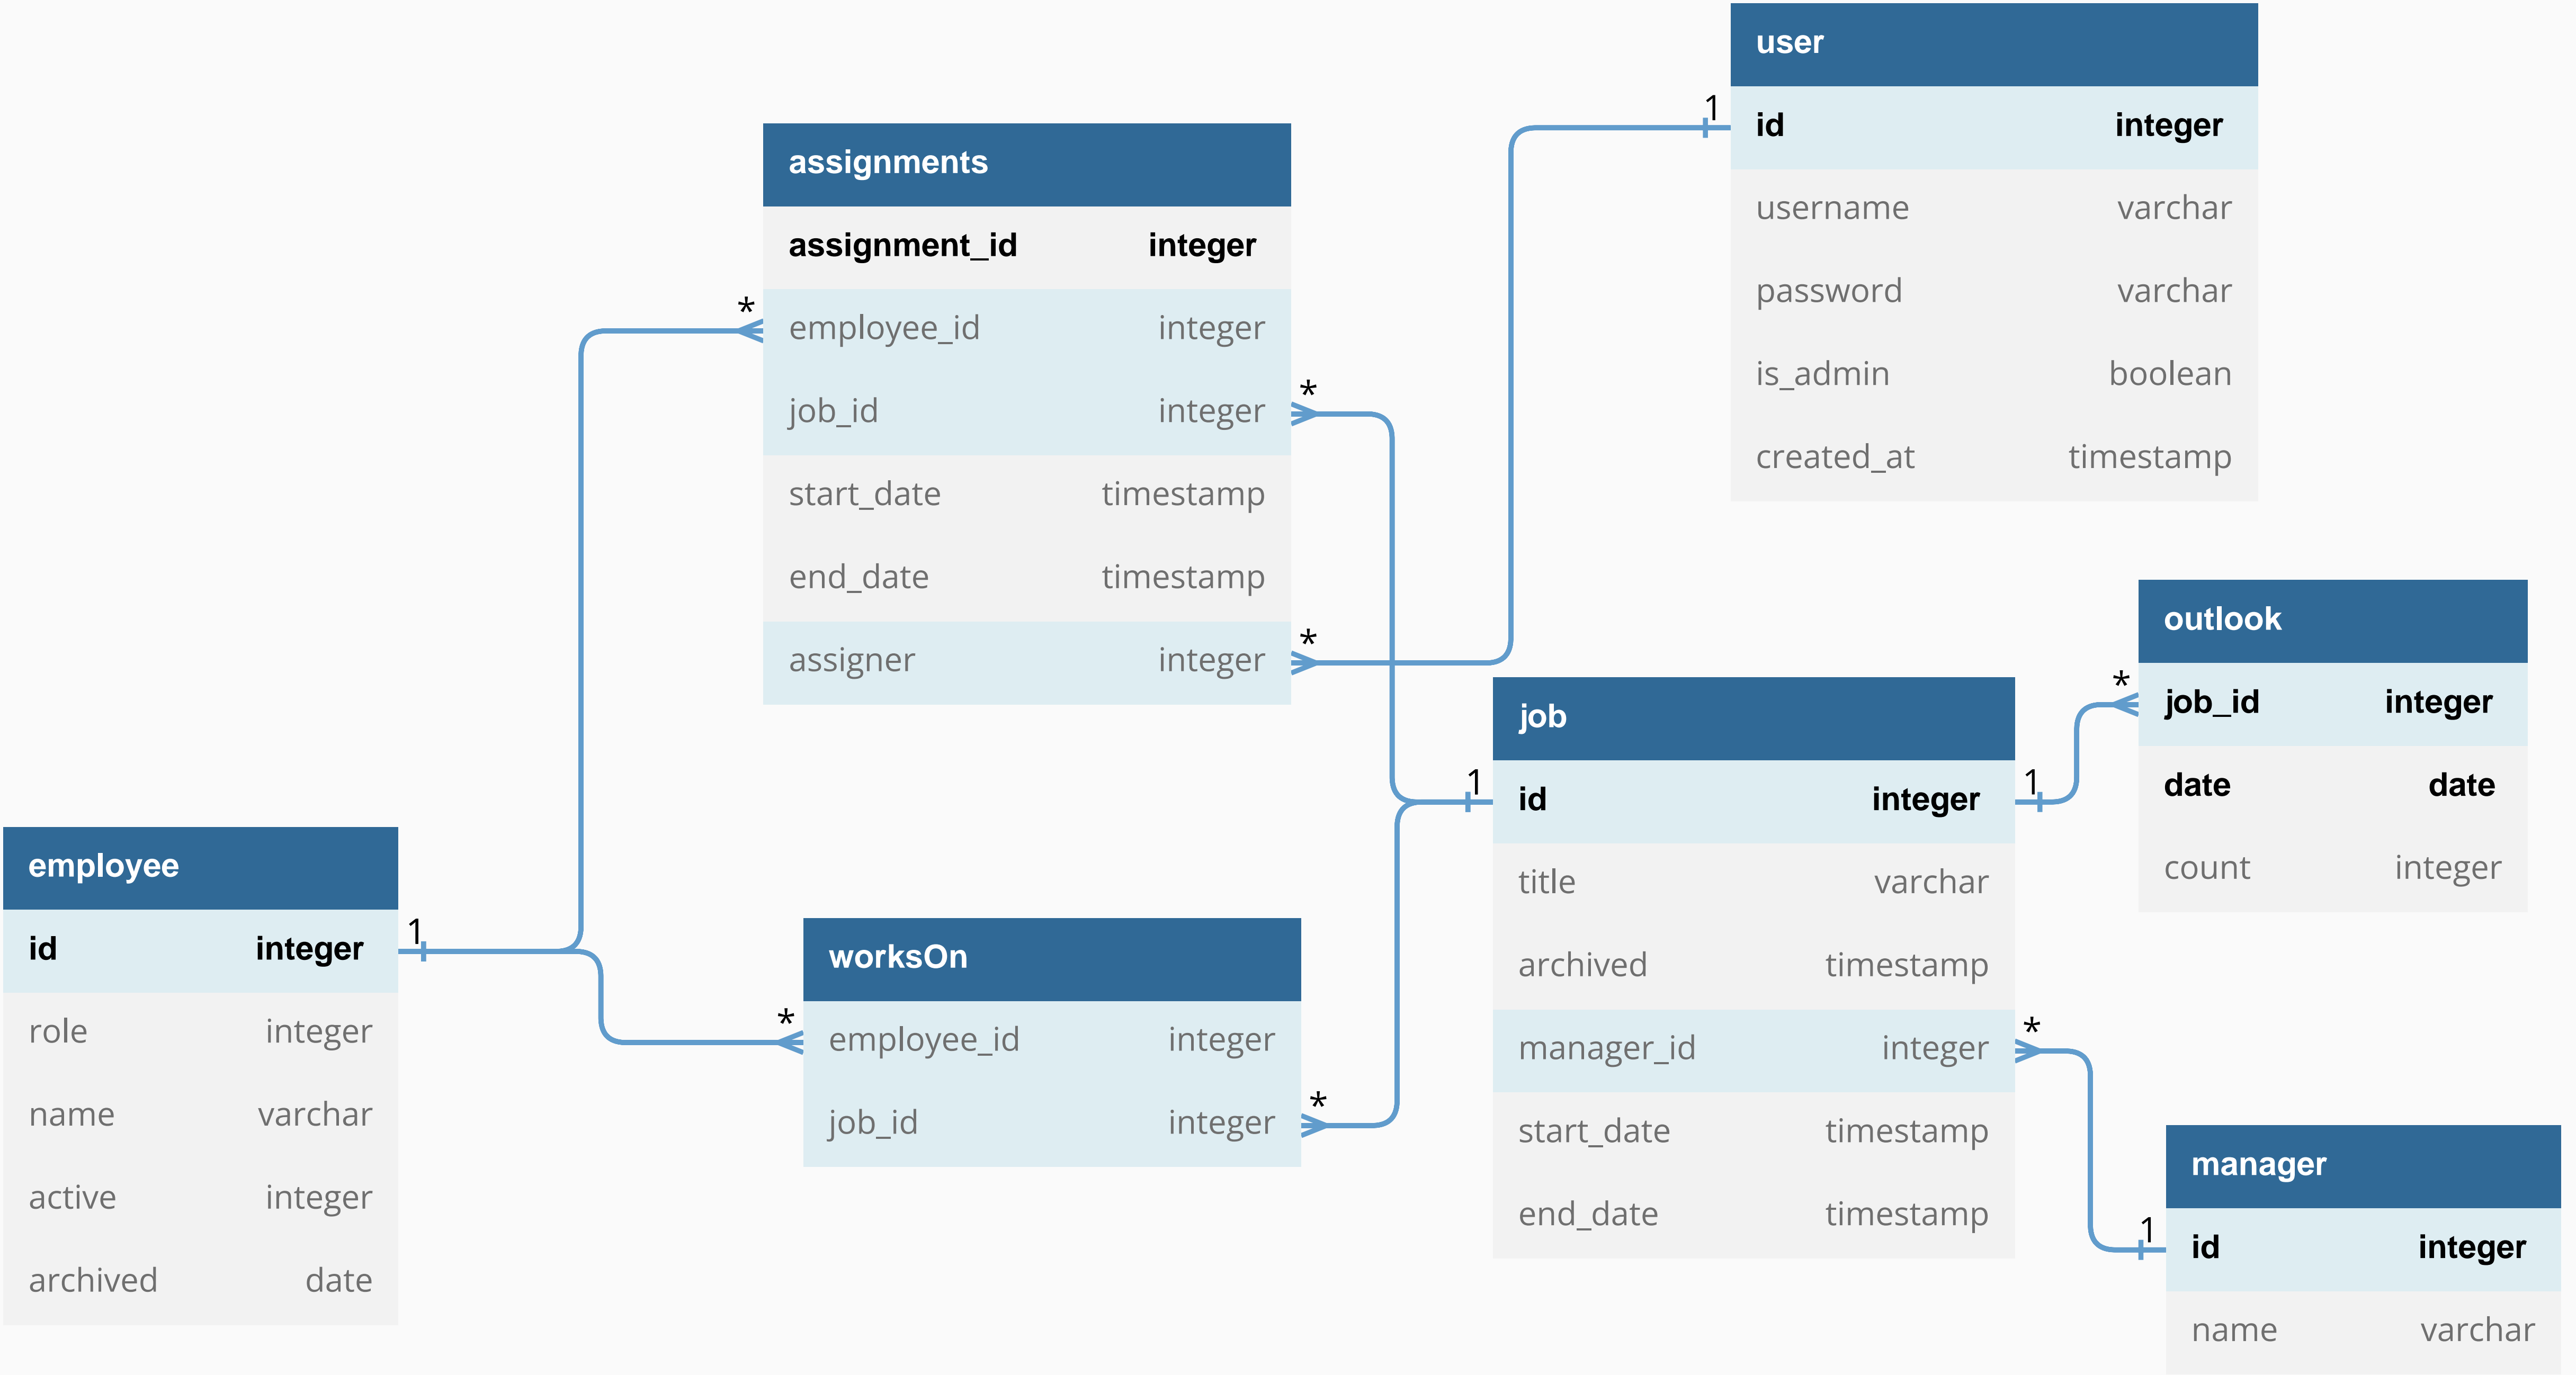 user
id integer
username varchar
password varchar
is_admin boolean
created_at timestamp
1
assignments
assignment_id integer
employee_id integer
job_id integer
start_date timestamp
end_date timestamp
assigner integer
*
*
*
outlook
job_id integer
date date
count integer
*
job
id integer
title varchar
archived timestamp
manager_id integer
start_date timestamp
end_date timestamp
1
1
*
employee
id integer
role integer
name varchar
active integer
archived date
1
worksOn
employee_id integer
job_id integer
*
*
manager
id integer
name varchar
1